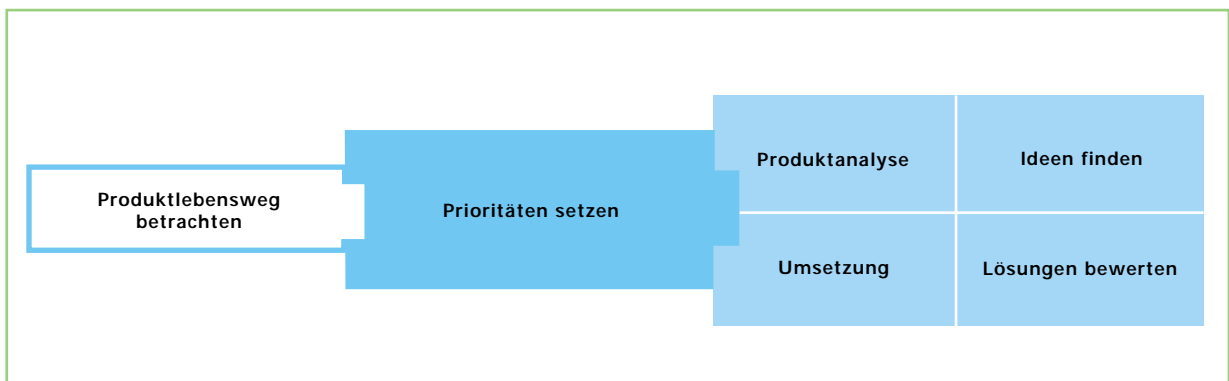 Produktlebensweg
betrachten
Prioritäten setzen
Produktanalyse
Ideen finden
Umsetzung
Lösungen bewerten